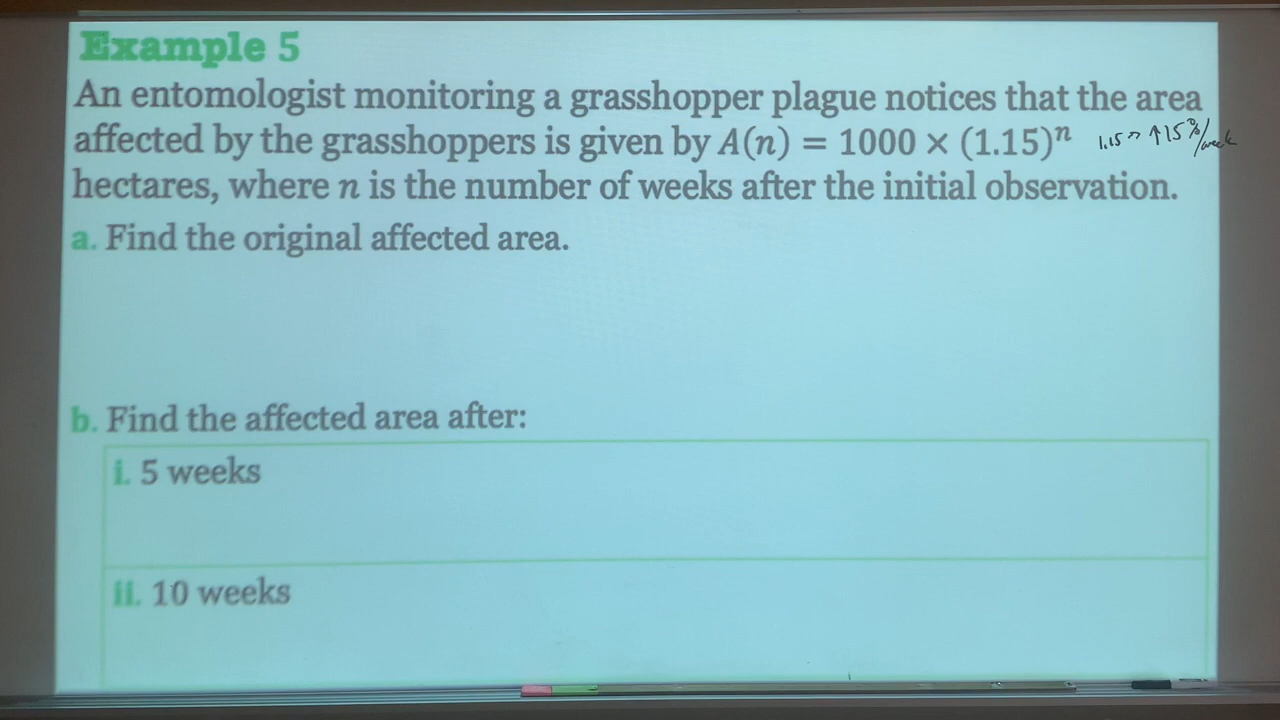 Example 5
An entomologist monitoring a grasshopper plague notices that the area
affected by the grasshoppers is given by A(n) = 1000 × (1.15)ⁿ 1.15 ⇒ ↑15%/week
hectares, where n is the number of weeks after the initial observation.
a. Find the original affected area.
b. Find the affected area after:
i. 5 weeks
ii. 10 weeks